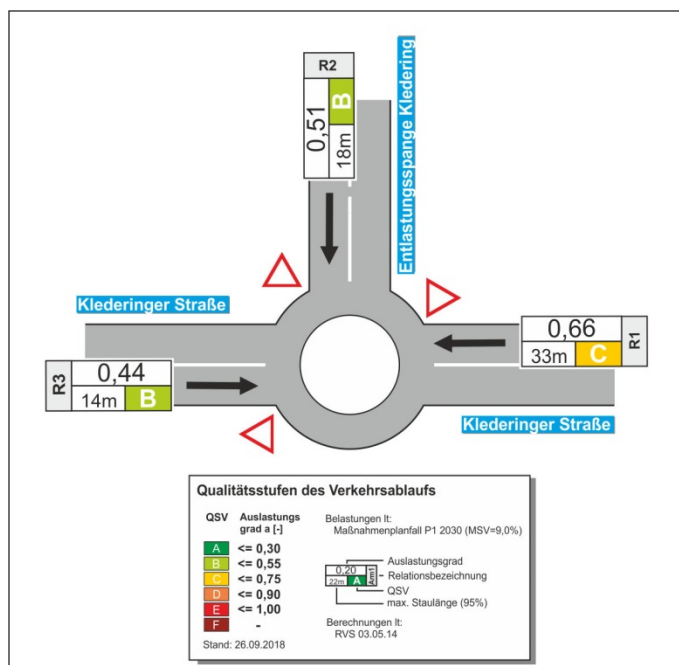 R2
0,51
B
18m
Entlastungsspange Kledering
Klederinger Straße
0,66
33m
C
R1
R3
0,44
14m
B
Klederinger Straße
Qualitätsstufen des Verkehrsablaufs
QSV Auslastungs
grad a [-]
A <= 0,30
B <= 0,55
C <= 0,75
D <= 0,90
E <= 1,00
F -
Stand: 26.09.2018
Belastungen lt:
Maßnahmenplanfall P1 2030 (MSV=9,0%)
0,20
22m
A
Arm1
Auslastungsgrad
Relationsbezeichnung
QSV
max. Staulänge (95%)
Berechnungen lt:
RVS 03.05.14